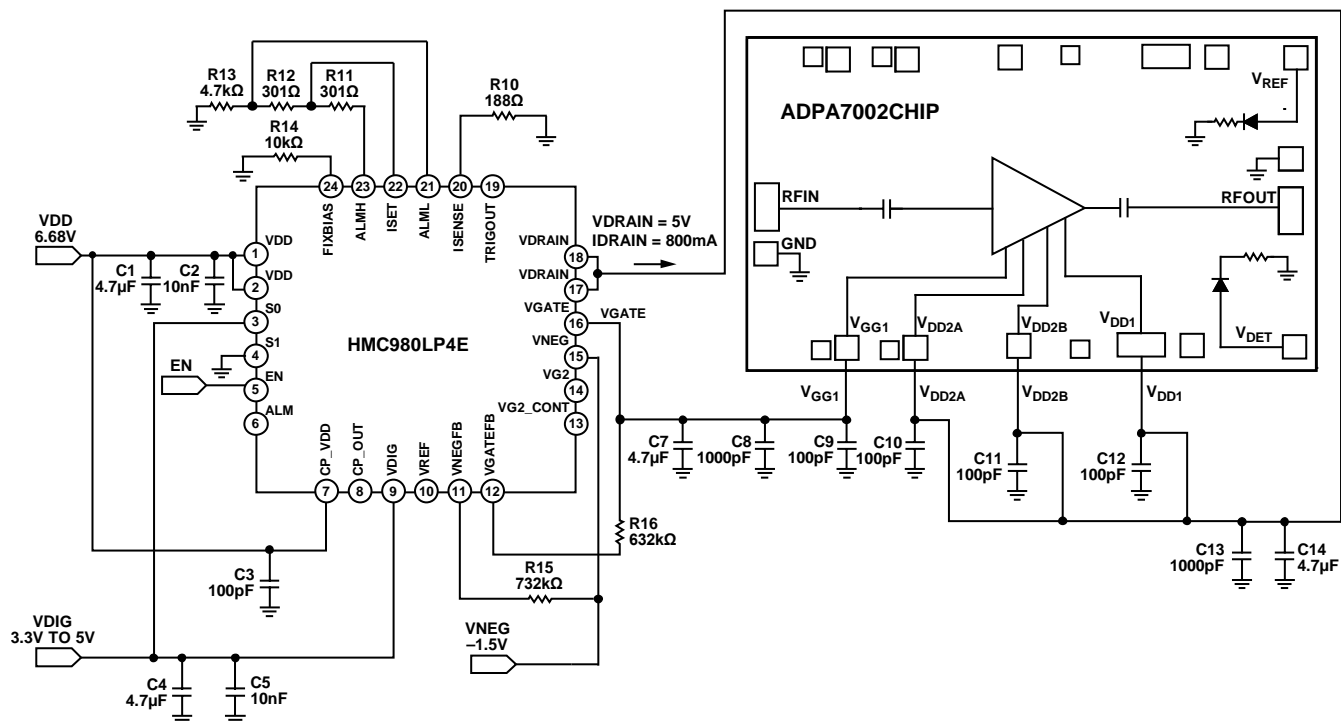 R13
4.7kΩ
R12
301Ω
R11
301Ω
R10
188Ω
R14
10kΩ
24
23
22
21
20
19
FIXBIAS
ALMH
ISET
ALML
ISENSE
TRIGOUT
VDD
6.68V
C1
4.7µF
C2
10nF
1
VDD
2
VDD
3
S0
4
S1
EN
5
EN
6
ALM
HMC980LP4E
VDRAIN
18
VDRAIN
17
VGATE
16
VGATE
VNEG
15
VG2
14
VG2_CONT
13
VDRAIN = 5V
IDRAIN = 800mA
CP_VDD
CP_OUT
VDIG
VREF
VNEGFB
VGATEFB
7
8
9
10
11
12
C3
100pF
R15
732kΩ
R16
632kΩ
VDIG
3.3V TO 5V
C4
4.7µF
C5
10nF
VNEG
–1.5V
ADPA7002CHIP
VREF
RFIN
RFOUT
GND
VGG1
VDD2A
VDD2B
VDD1
VDET
VGG1
VDD2A
VDD2B
VDD1
C7
4.7µF
C8
1000pF
C9
100pF
C10
100pF
C11
100pF
C12
100pF
C13
1000pF
C14
4.7µF